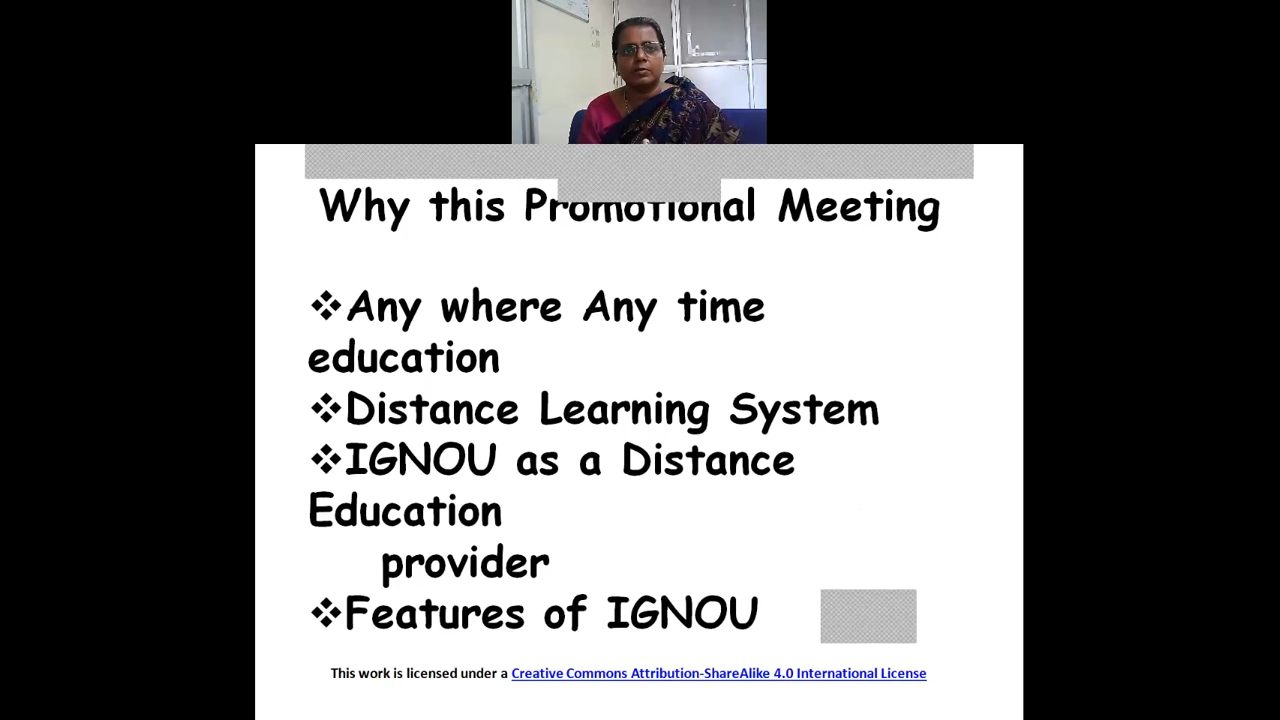 Why this Promotional Meeting
❖Any where Any time
education
❖Distance Learning System
❖IGNOU as a Distance
Education
provider
❖Features of IGNOU
This work is licensed under a Creative Commons Attribution-ShareAlike 4.0 International License